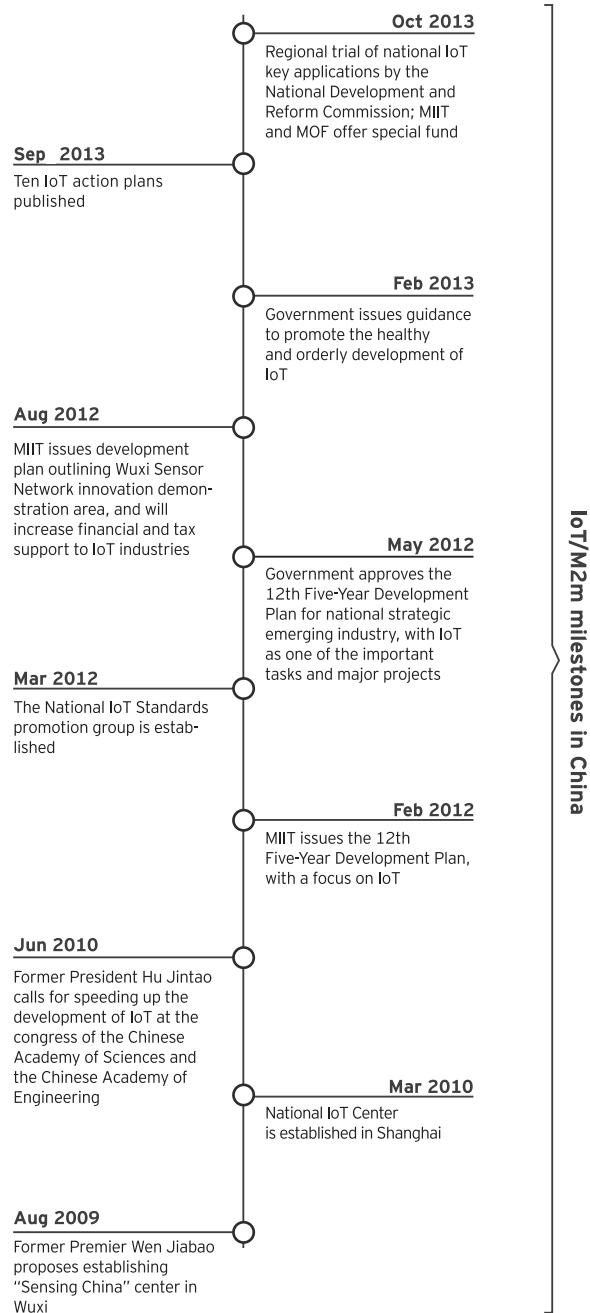 Oct 2013
Regional trial of national IoT
key applications by the
National Development and
Reform Commission; MIIT
and MOF offer special fund
Sep 2013
Ten IoT action plans
published
Feb 2013
Government issues guidance
to promote the healthy
and orderly development of
IoT
Aug 2012
MIIT issues development
plan outlining Wuxi Sensor
Network innovation demon-
stration area, and will
increase financial and tax
support to IoT industries
May 2012
Government approves the
12th Five-Year Development
Plan for national strategic
emerging industry, with IoT
as one of the important
tasks and major projects
Mar 2012
The National IoT Standards
promotion group is estab-
lished
Feb 2012
MIIT issues the 12th
Five-Year Development Plan,
with a focus on IoT
Jun 2010
Former President Hu Jintao
calls for speeding up the
development of IoT at the
congress of the Chinese
Academy of Sciences and
the Chinese Academy of
Engineering
Mar 2010
National IoT Center
is established in Shanghai
Aug 2009
Former Premier Wen Jiabao
proposes establishing
“Sensing China” center in
Wuxi
IoT/M2m milestones in China